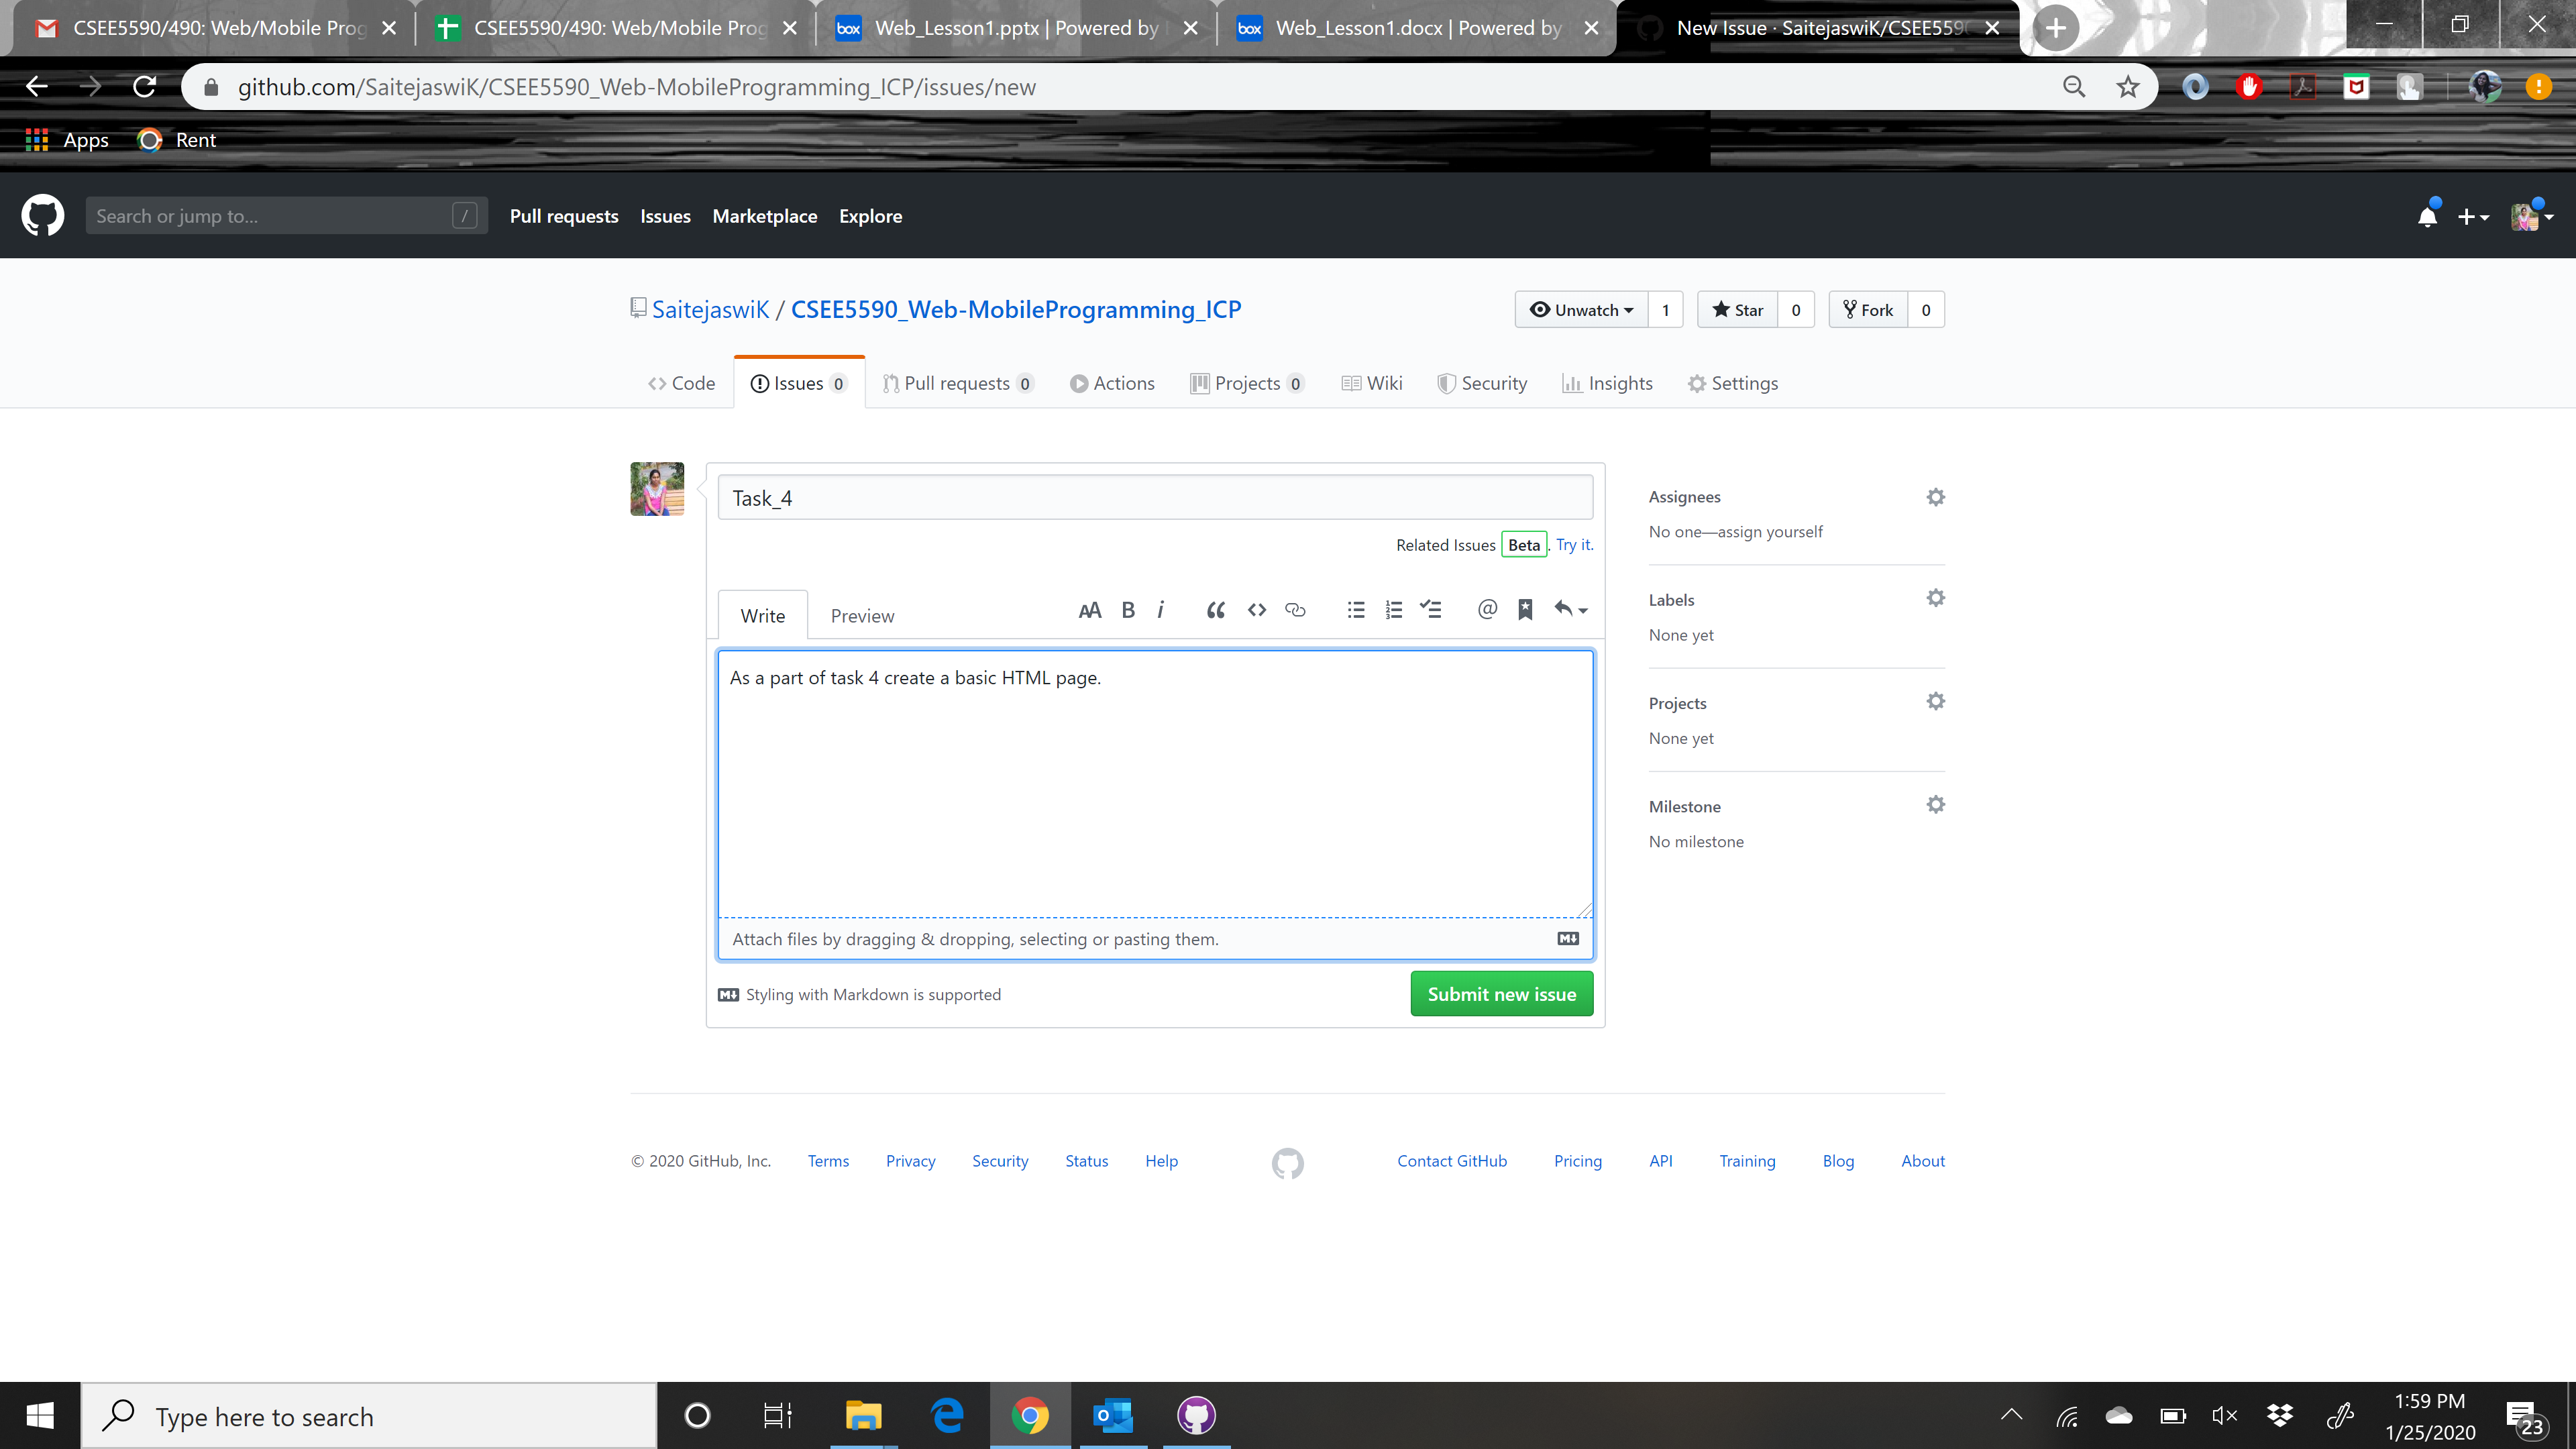 CSEE5590/490: Web/Mobile Prog
CSEE5590/490: Web/Mobile Prog
box Web_Lesson1.pptx | Powered by
box Web_Lesson1.docx | Powered by
New Issue · SaitejaswiK/CSEE559
github.com/SaitejaswiK/CSEE5590_Web-MobileProgramming_ICP/issues/new
Apps Rent
Search or jump to... / Pull requests Issues Marketplace Explore
SaitejaswiK / CSEE5590_Web-MobileProgramming_ICP Unwatch 1 Star 0 Fork 0
Code Issues 0 Pull requests 0 Actions Projects 0 Wiki Security Insights Settings
Task_4
Related Issues Beta. Try it.
Write Preview
As a part of task 4 create a basic HTML page.
Attach files by dragging & dropping, selecting or pasting them.
Styling with Markdown is supported
Submit new issue
Assignees
No one—assign yourself
Labels
None yet
Projects
None yet
Milestone
No milestone
© 2020 GitHub, Inc. Terms Privacy Security Status Help Contact GitHub Pricing API Training Blog About
Type here to search
1:59 PM
1/25/2020
23